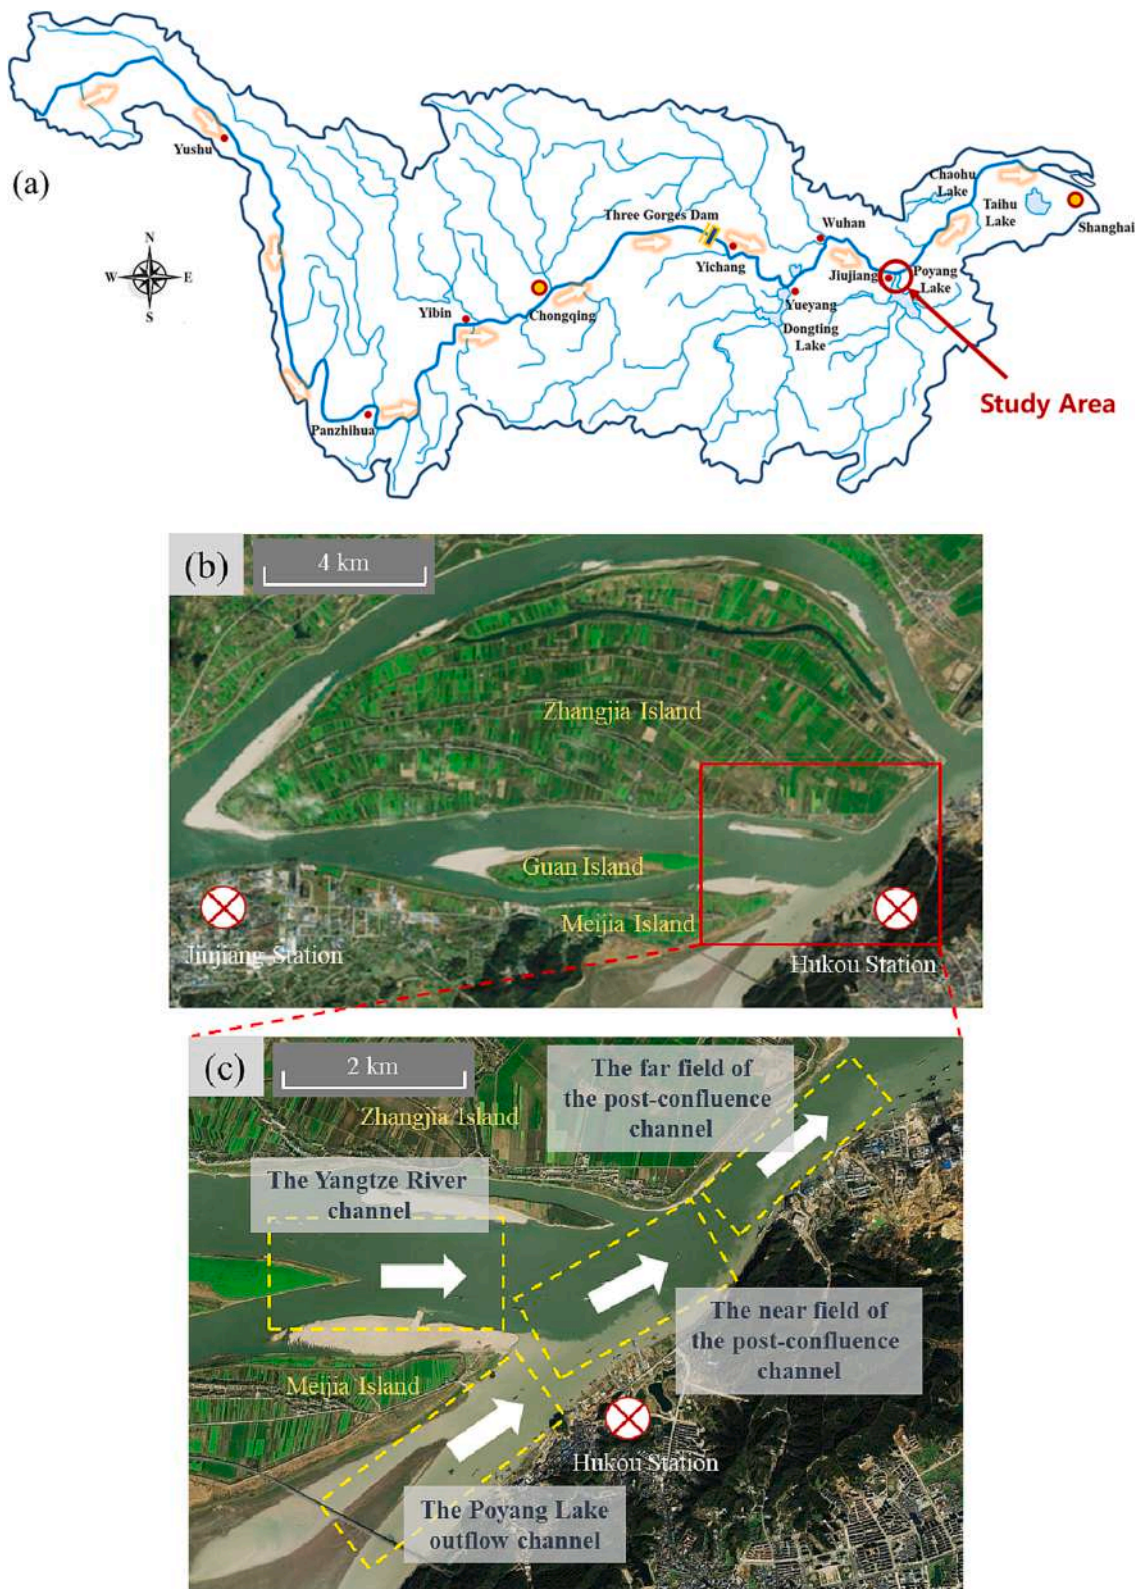 (a)
N
W
E
S
Yushu
Panzhihua
Yibin
Chongqing
Three Gorges Dam
Yichang
Wuhan
Yueyang
Dongting
Lake
Jiujiang
Poyang
Lake
Chaohu
Lake
Taihu
Lake
Shanghai
Study Area
(b)
4 km
Zhangjia Island
Guan Island
Meijia Island
Jiujiang Station
Hukou Station
(c)
2 km
Zhangjia Island
The far field of
the post-confluence
channel
The Yangtze River
channel
The near field of
the post-confluence
channel
Meijia Island
Hukou Station
The Poyang Lake
outflow channel